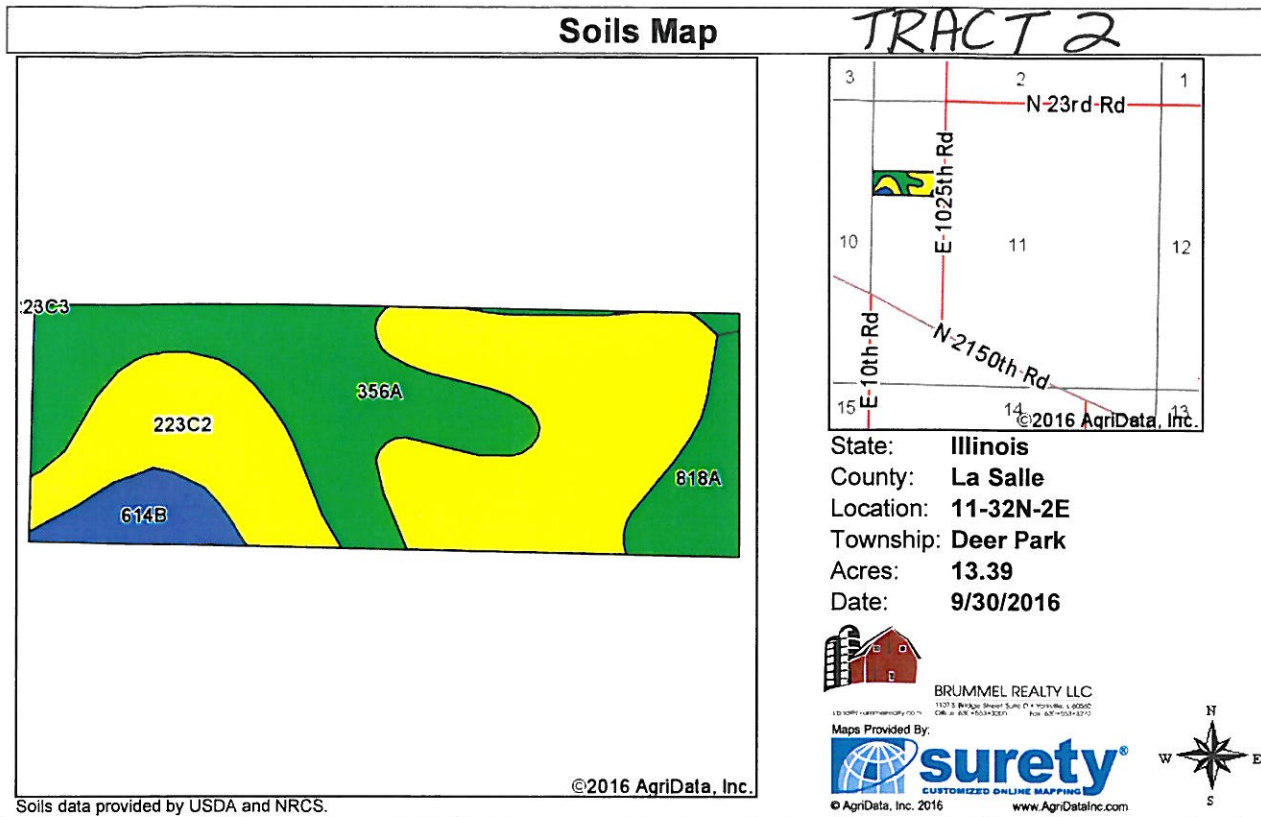 Soils Map
TRACT 2
23C3
356A
223C2
818A
614B
©2016 AgriData, Inc.
Soils data provided by USDA and NRCS.
3
2
1
N 23rd Rd
E 1025th Rd
10
11
12
E 10th Rd
N 2150th Rd
15
14
13
©2016 AgriData, Inc.
State: Illinois
County: La Salle
Location: 11-32N-2E
Township: Deer Park
Acres: 13.39
Date: 9/30/2016
BRUMMEL REALTY LLC
Maps Provided By:
surety®
CUSTOMIZED ONLINE MAPPING
© AgriData, Inc. 2016
www.AgriDataInc.com
N
W
E
S